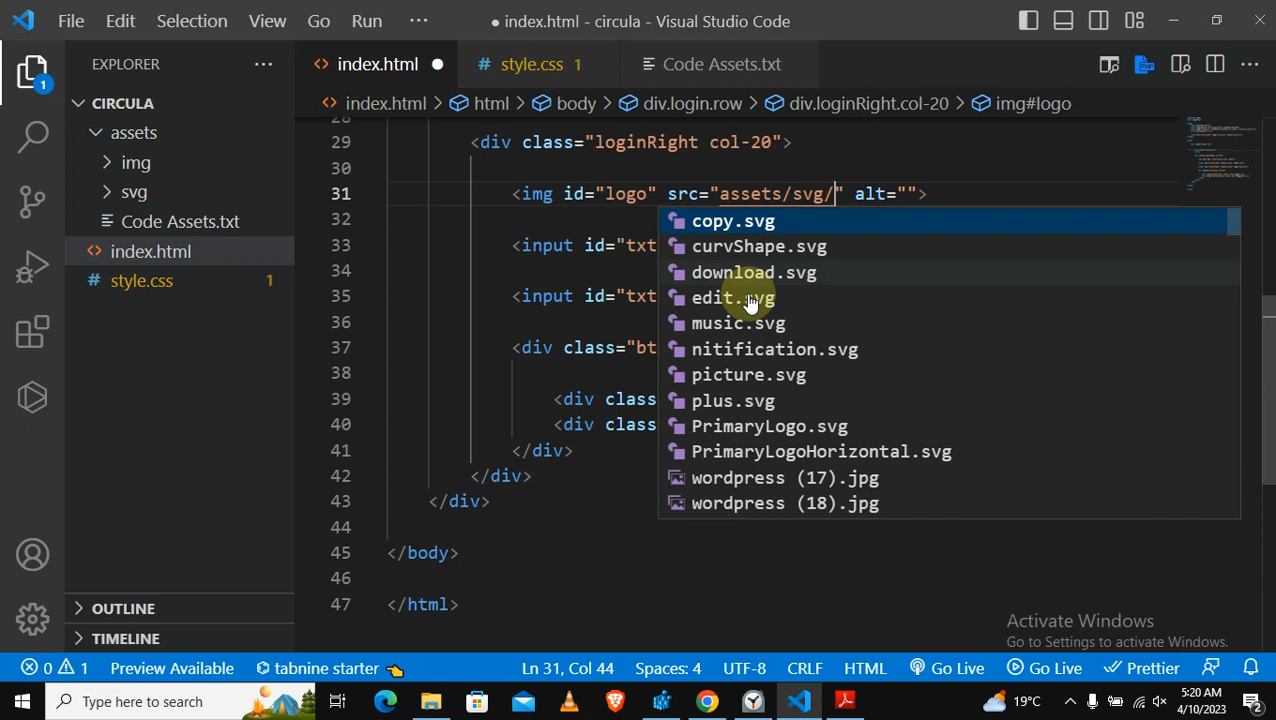 File Edit Selection View Go Run ··· ● index.html - circula - Visual Studio Code
EXPLORER ···
<> index.html ● # style.css 1 Code Assets.txt
1
CIRCULA
<> index.html > html > body > div.login.row > div.loginRight.col-20 > img#logo
assets
img
svg
Code Assets.txt
<> index.html
# style.css 1
28
29 <div class="loginRight col-20">
30
31 <img id="logo" src="assets/svg/" alt="">
32
33 <input id="txt
34
35 <input id="txt
36
37 <div class="bt
38
39 <div class
40 <div class
41 </div>
42 </div>
43 </div>
44
45 </body>
46
47 </html>
copy.svg
curvShape.svg
download.svg
edit.svg
music.svg
nitification.svg
picture.svg
plus.svg
PrimaryLogo.svg
PrimaryLogoHorizontal.svg
wordpress (17).jpg
wordpress (18).jpg
OUTLINE
TIMELINE
Activate Windows
Go to Settings to activate Windows.
0 1 Preview Available tabnine starter Ln 31, Col 44 Spaces: 4 UTF-8 CRLF HTML Go Live Go Live Prettier
Type here to search 19°C 5:20 AM
4/10/2023 2